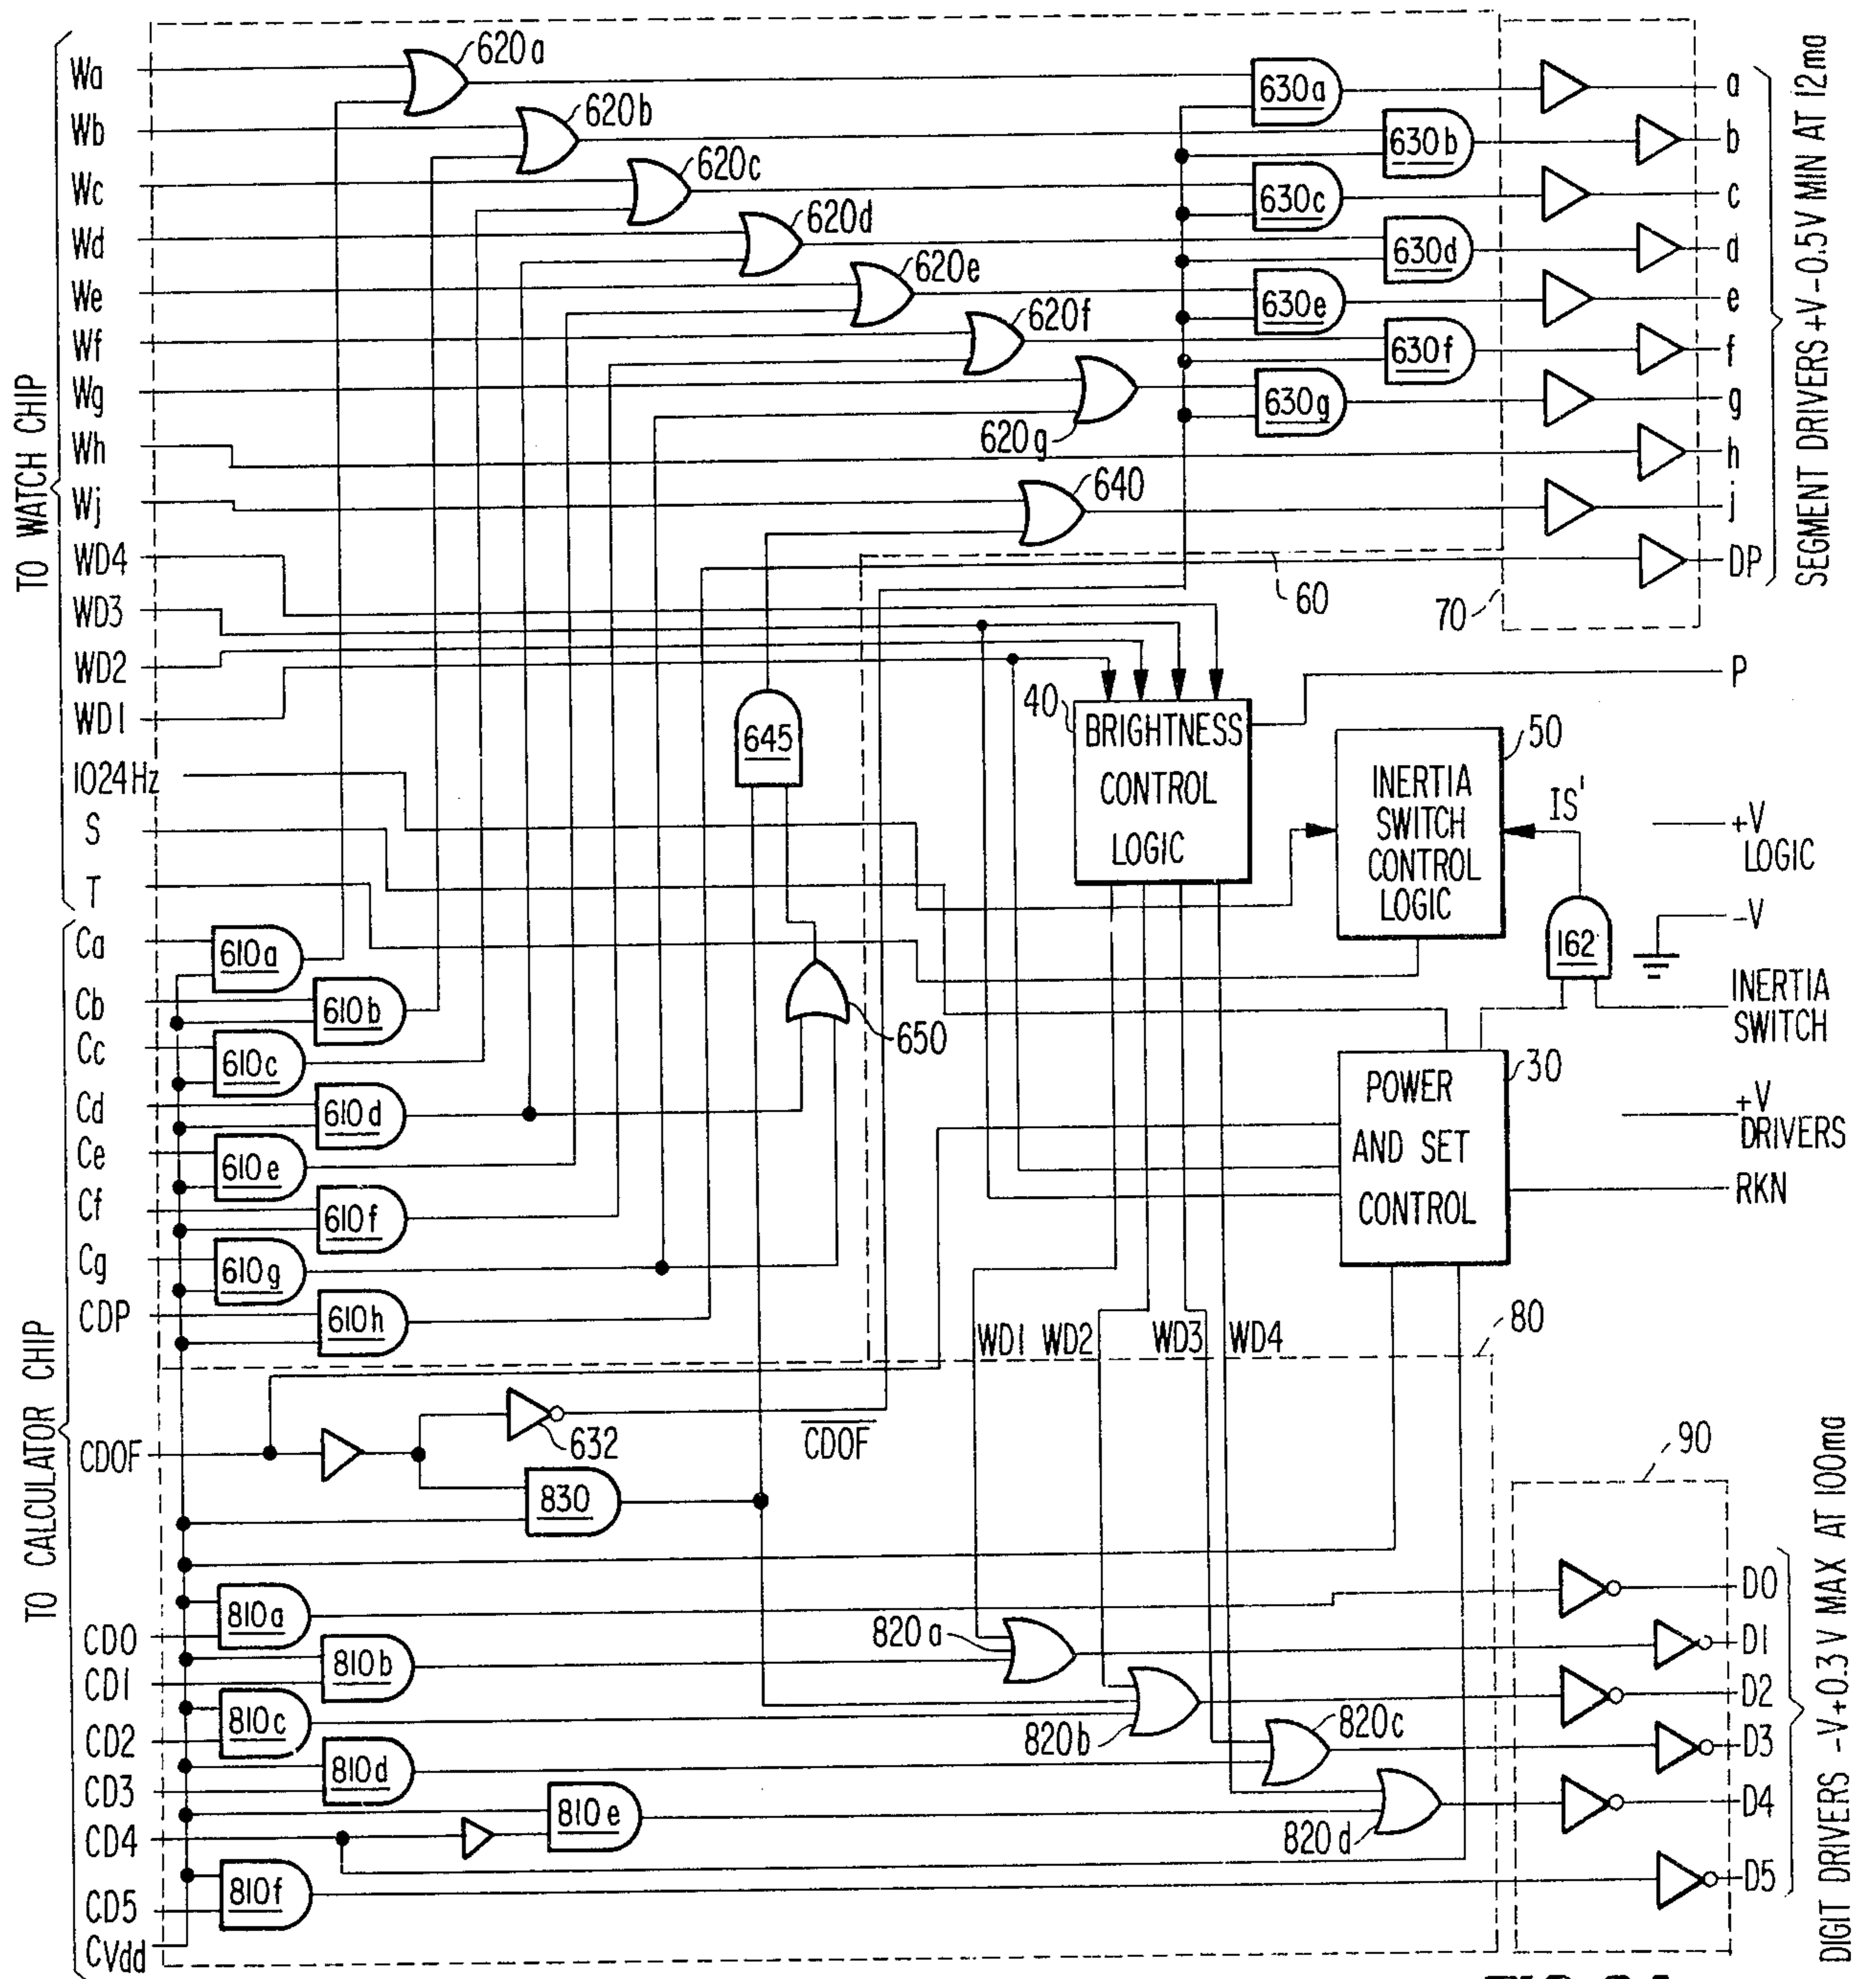 TO WATCH CHIP
Wa
Wb
Wc
Wd
We
Wf
Wg
Wh
Wj
WD4
WD3
WD2
WD1
1024Hz
S
T
TO CALCULATOR CHIP
Ca
Cb
Cc
Cd
Ce
Cf
Cg
CDP
CDOF
CD0
CD1
CD2
CD3
CD4
CD5
CVdd
620a
620b
620c
620d
620e
620f
620g
640
630a
630b
630c
630d
630e
630f
630g
a
b
c
d
e
f
g
h
j
DP
SEGMENT DRIVERS +V-0.5V MIN AT 12ma
60
70
P
645
40
BRIGHTNESS
CONTROL
LOGIC
50
INERTIA
SWITCH
CONTROL
LOGIC
IS'
+V
LOGIC
-V
162
INERTIA
SWITCH
30
POWER
AND SET
CONTROL
+V
DRIVERS
RKN
610a
610b
610c
610d
610e
610f
610g
610h
650
WD1 WD2 WD3 WD4
80
632
CDOF
830
90
810a
810b
810c
810d
810e
810f
820a
820b
820c
820d
D0
D1
D2
D3
D4
D5
DIGIT DRIVERS -V+0.3V MAX AT 100ma